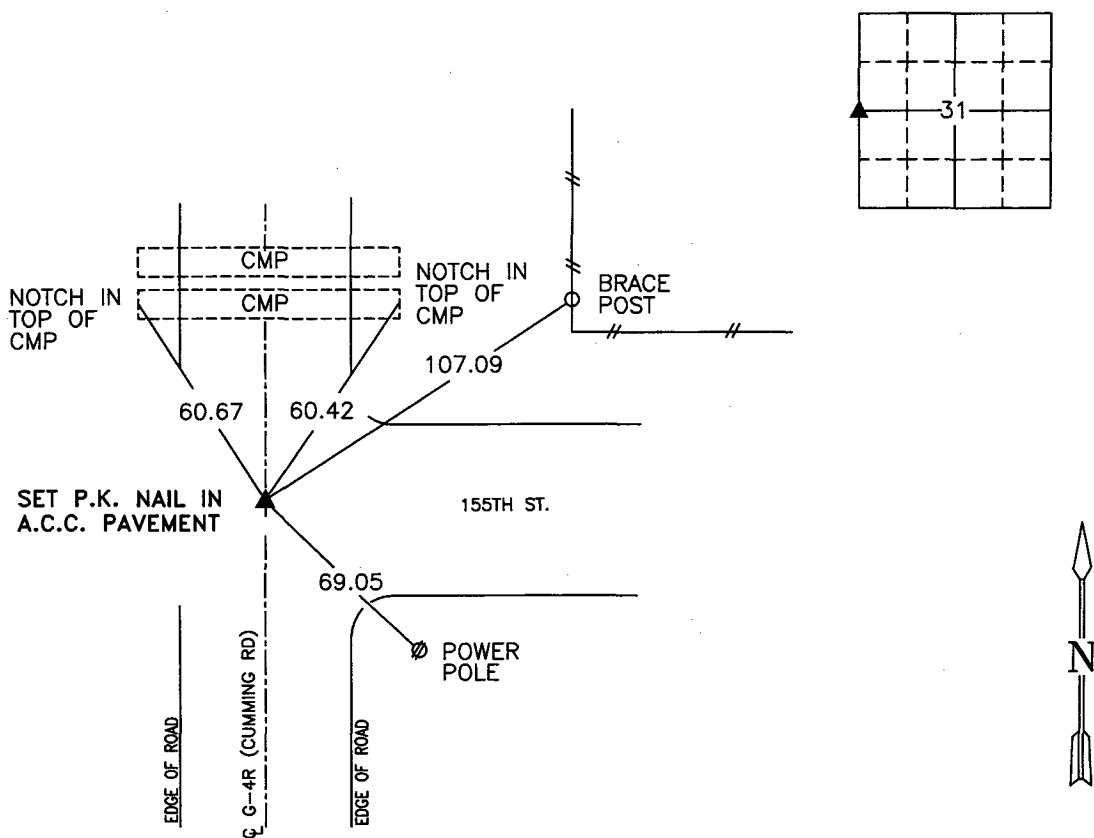 31
CMP
CMP
NOTCH IN
TOP OF
CMP
NOTCH IN
TOP OF
CMP
BRACE
POST
107.09
60.67
60.42
SET P.K. NAIL IN
A.C.C. PAVEMENT
155TH ST.
69.05
POWER
POLE
N
EDGE OF ROAD
℄ G-4R (CUMMING RD)
EDGE OF ROAD